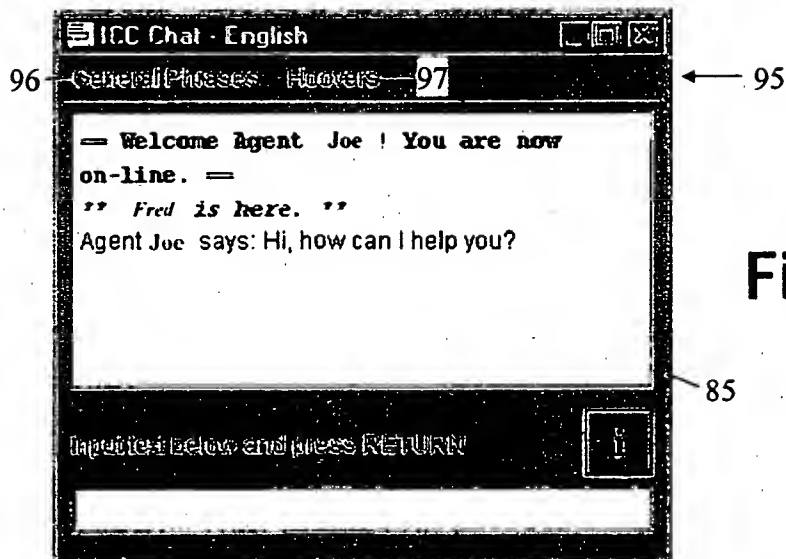 ICC Chat - English
96 General Phrases Hoovers 97 95
== Welcome Agent Joe ! You are now
on-line. ==
** Fred is here. **
Agent Joe says: Hi, how can I help you?
Fi
85
Input text below and press RETURN
i